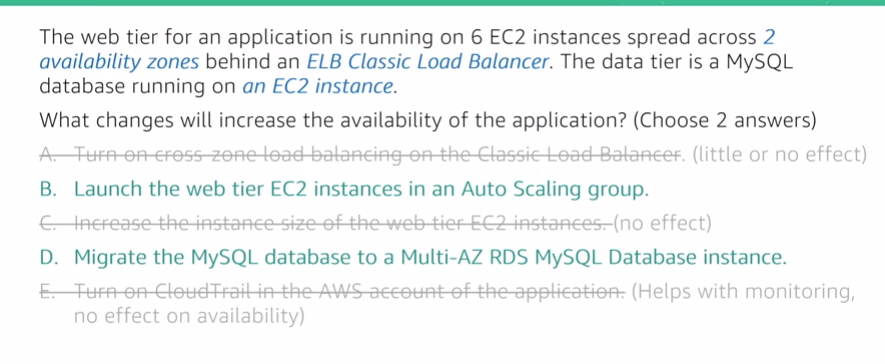 The web tier for an application is running on 6 EC2 instances spread across 2
availability zones behind an ELB Classic Load Balancer. The data tier is a MySQL
database running on an EC2 instance.
What changes will increase the availability of the application? (Choose 2 answers)
A. Turn on cross-zone load balancing on the Classic Load Balancer. (little or no effect)
B. Launch the web tier EC2 instances in an Auto Scaling group.
C. Increase the instance size of the web tier EC2 instances. (no effect)
D. Migrate the MySQL database to a Multi-AZ RDS MySQL Database instance.
E. Turn on CloudTrail in the AWS account of the application. (Helps with monitoring,
no effect on availability)